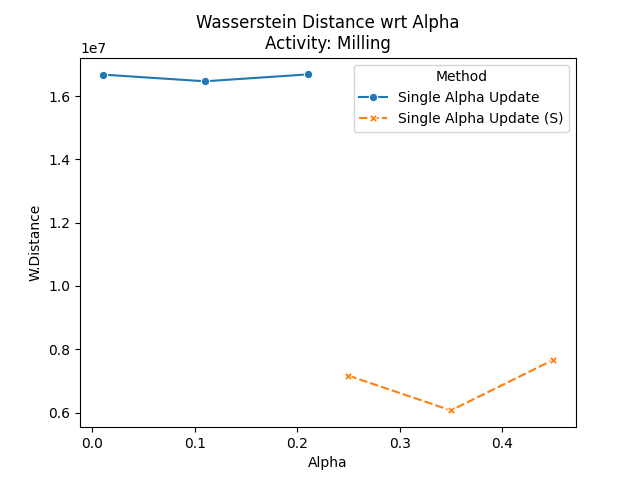 Wasserstein Distance wrt Alpha
Activity: Milling
1e7
Method
Single Alpha Update
Single Alpha Update (S)
1.6
1.4
1.2
1.0
0.8
0.6
W.Distance
0.0 0.1 0.2 0.3 0.4
Alpha